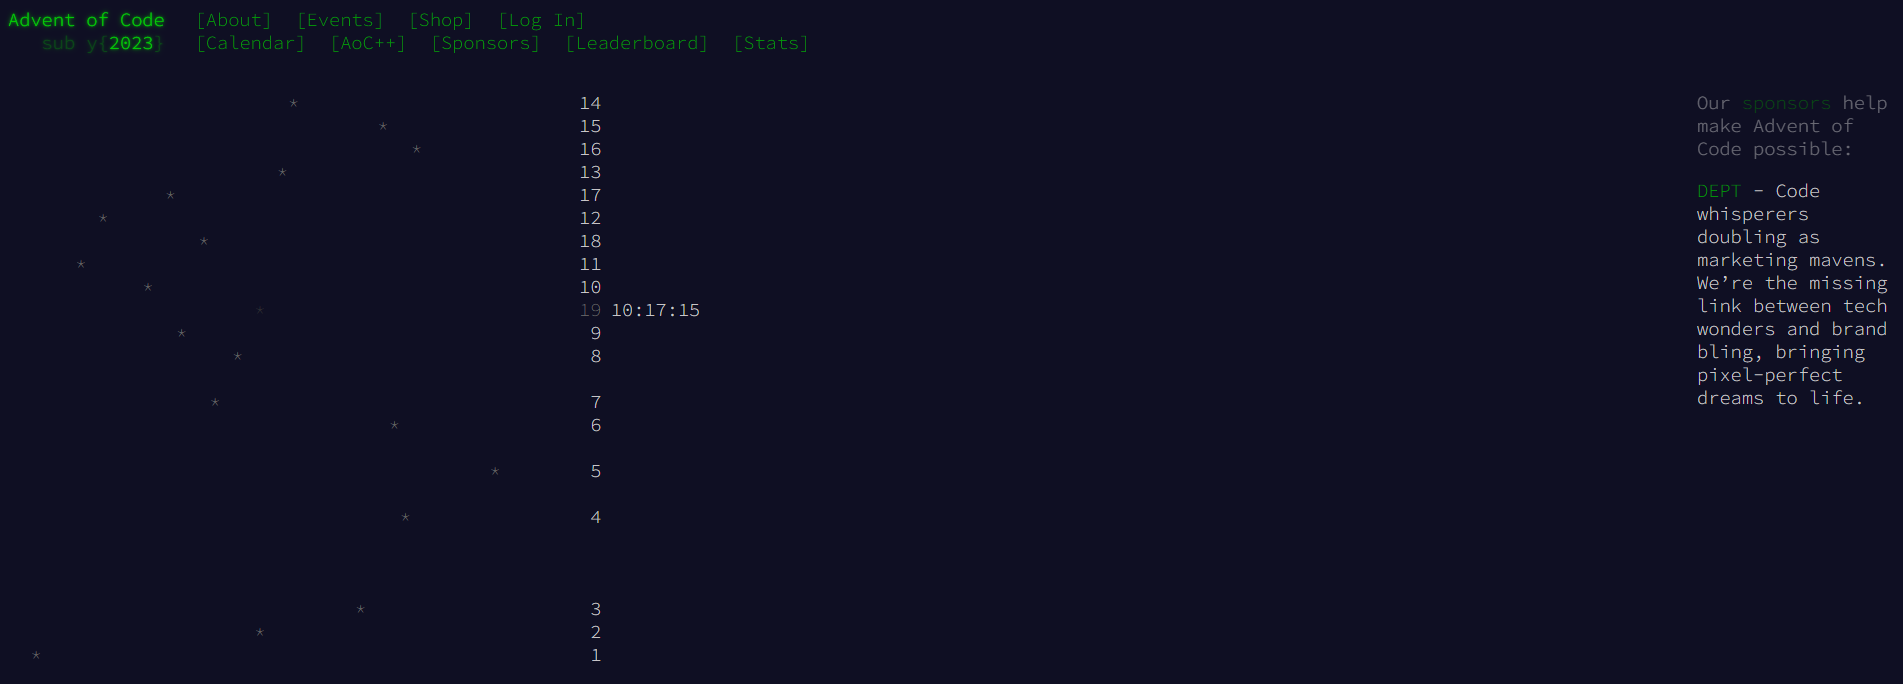 Advent of Code [About] [Events] [Shop] [Log In]
sub y{2023} [Calendar] [AoC++] [Sponsors] [Leaderboard] [Stats]
* 14
* 15
* 16
* 13
* 17
* 12
* 18
* 11
* 10
* 19 10:17:15
* 9
* 8
* 7
* 6
* 5
* 4
* 3
* 2
* 1
Our sponsors help
make Advent of
Code possible:
DEPT - Code
whisperers
doubling as
marketing mavens.
We’re the missing
link between tech
wonders and brand
bling, bringing
pixel-perfect
dreams to life.